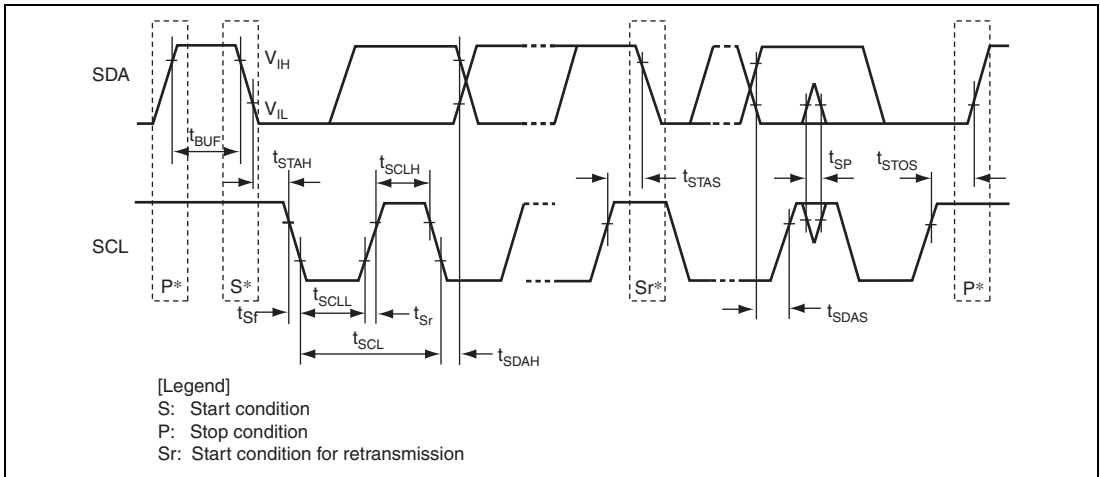 SDA
V_IH
V_IL
t_BUF
t_STAH
t_SCLH
t_STAS
t_SP
t_STOS
SCL
P*
S*
Sr*
P*
t_Sf
t_SCLL
t_Sr
t_SCL
t_SDAH
t_SDAS
[Legend]
S: Start condition
P: Stop condition
Sr: Start condition for retransmission